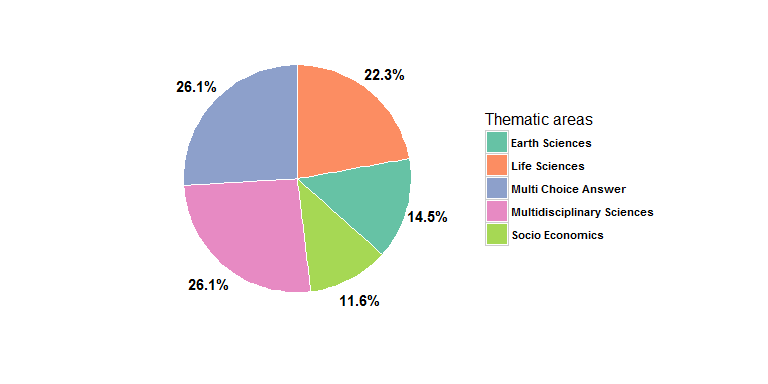 26.1%
22.3%
14.5%
11.6%
26.1%
Thematic areas
Earth Sciences
Life Sciences
Multi Choice Answer
Multidisciplinary Sciences
Socio Economics